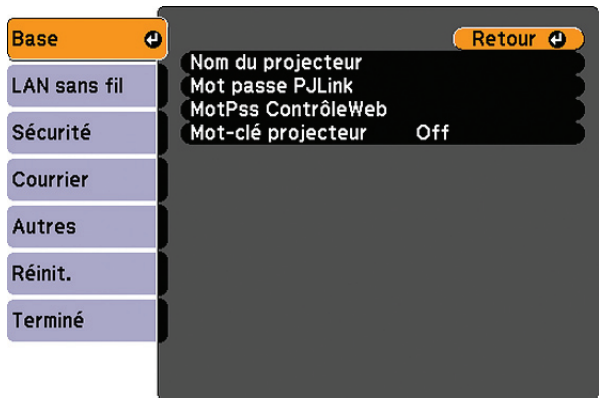 Base
LAN sans fil
Sécurité
Courrier
Autres
Réinit.
Terminé
Retour
Nom du projecteur
Mot passe PJLink
MotPss ContrôleWeb
Mot-clé projecteur Off